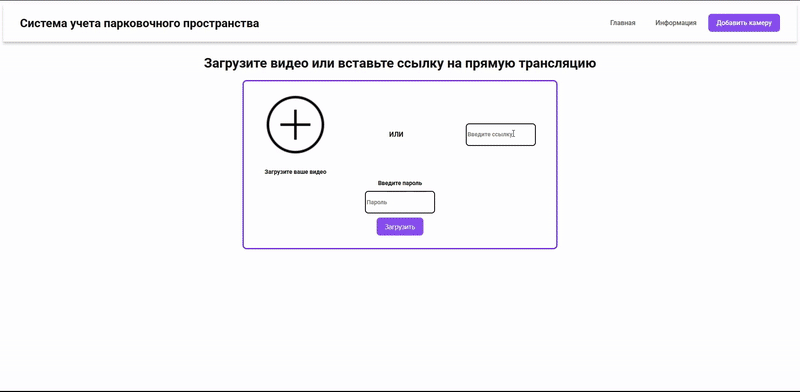 Система учета парковочного пространства
Главная
Информация
Добавить камеру
Загрузите видео или вставьте ссылку на прямую трансляцию
ИЛИ
Введите ссылку
Загрузите ваше видео
Введите пароль
Пароль
Загрузить